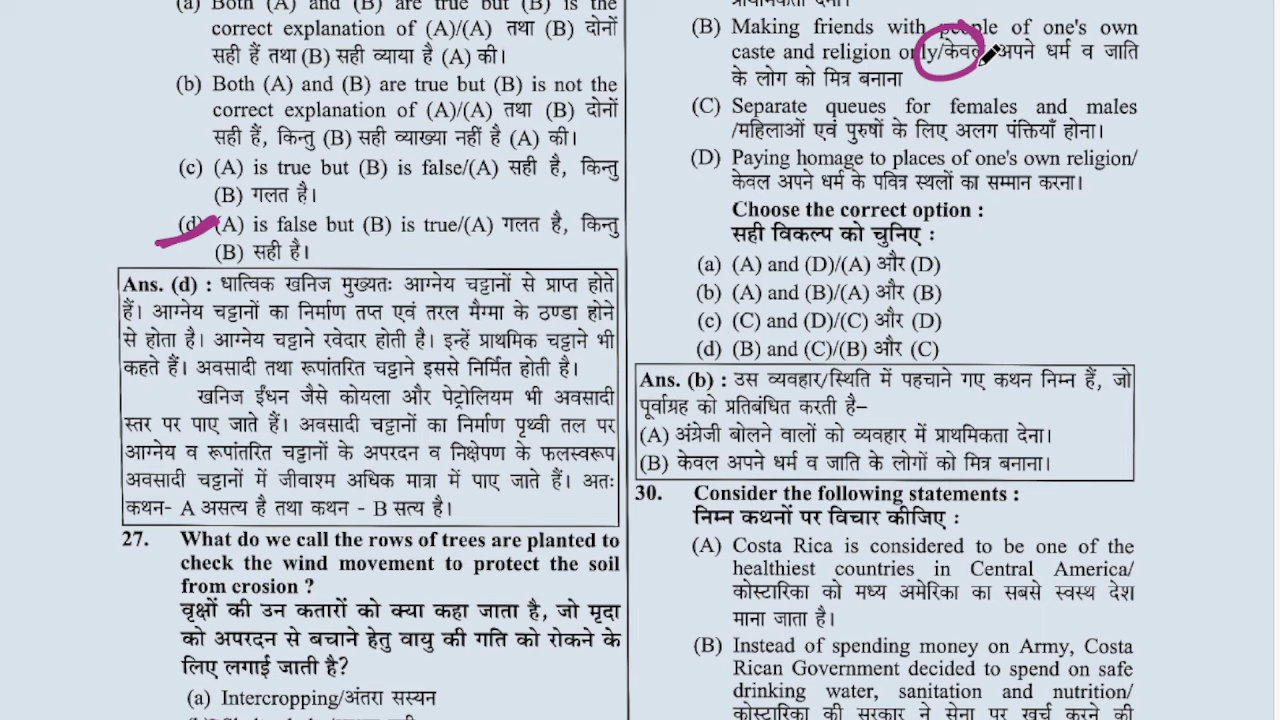 (a) Both (A) and (B) are true but (B) is the
correct explanation of (A)/(A) तथा (B) दोनों
सही हैं तथा (B) सही व्याया है (A) की।
(b) Both (A) and (B) are true but (B) is not the
correct explanation of (A)/(A) तथा (B) दोनों
सही हैं, किन्तु (B) सही व्याख्या नहीं है (A) की।
(c) (A) is true but (B) is false/(A) सही है, किन्तु
(B) गलत है।
(d) (A) is false but (B) is true/(A) गलत है, किन्तु
(B) सही है।
Ans. (d) : धात्विक खनिज मुख्यतः आग्नेय चट्टानों से प्राप्त होते
हैं। आग्नेय चट्टानों का निर्माण तप्त एवं तरल मैग्मा के ठण्डा होने
से होता है। आग्नेय चट्टाने रवेदार होती है। इन्हें प्राथमिक चट्टाने भी
कहते हैं। अवसादी तथा रूपांतरित चट्टाने इससे निर्मित होती है।
खनिज ईंधन जैसे कोयला और पेट्रोलियम भी अवसादी
स्तर पर पाए जाते हैं। अवसादी चट्टानों का निर्माण पृथ्वी तल पर
आग्नेय व रूपांतरित चट्टानों के अपरदन व निक्षेपण के फलस्वरूप
अवसादी चट्टानों में जीवाश्म अधिक मात्रा में पाए जाते हैं। अतः
कथन- A असत्य है तथा कथन - B सत्य है।
27. What do we call the rows of trees are planted to
check the wind movement to protect the soil
from erosion ?
वृक्षों की उन कतारों को क्या कहा जाता है, जो मृदा
को अपरदन से बचाने हेतु वायु की गति को रोकने के
लिए लगाई जाती है?
(a) Intercropping/अंतरा सस्यन
प्राथमिकता देना।
(B) Making friends with people of one's own
caste and religion only/केवल अपने धर्म व जाति
के लोग को मित्र बनाना
(C) Separate queues for females and males
/महिलाओं एवं पुरुषों के लिए अलग पंक्तियाँ होना।
(D) Paying homage to places of one's own religion/
केवल अपने धर्म के पवित्र स्थलों का सम्मान करना।
Choose the correct option :
सही विकल्प को चुनिए :
(a) (A) and (D)/(A) और (D)
(b) (A) and (B)/(A) और (B)
(c) (C) and (D)/(C) और (D)
(d) (B) and (C)/(B) और (C)
Ans. (b) : उस व्यवहार/स्थिति में पहचाने गए कथन निम्न हैं, जो
पूर्वाग्रह को प्रतिबंधित करती है–
(A) अंग्रेजी बोलने वालों को व्यवहार में प्राथमिकता देना।
(B) केवल अपने धर्म व जाति के लोगों को मित्र बनाना।
30. Consider the following statements :
निम्न कथनों पर विचार कीजिए :
(A) Costa Rica is considered to be one of the
healthiest countries in Central America/
कोस्टारिका को मध्य अमेरिका का सबसे स्वस्थ देश
माना जाता है।
(B) Instead of spending money on Army, Costa
Rican Government decided to spend on safe
drinking water, sanitation and nutrition/
कोस्टारिका की सरकार ने सेना पर खर्च करने की